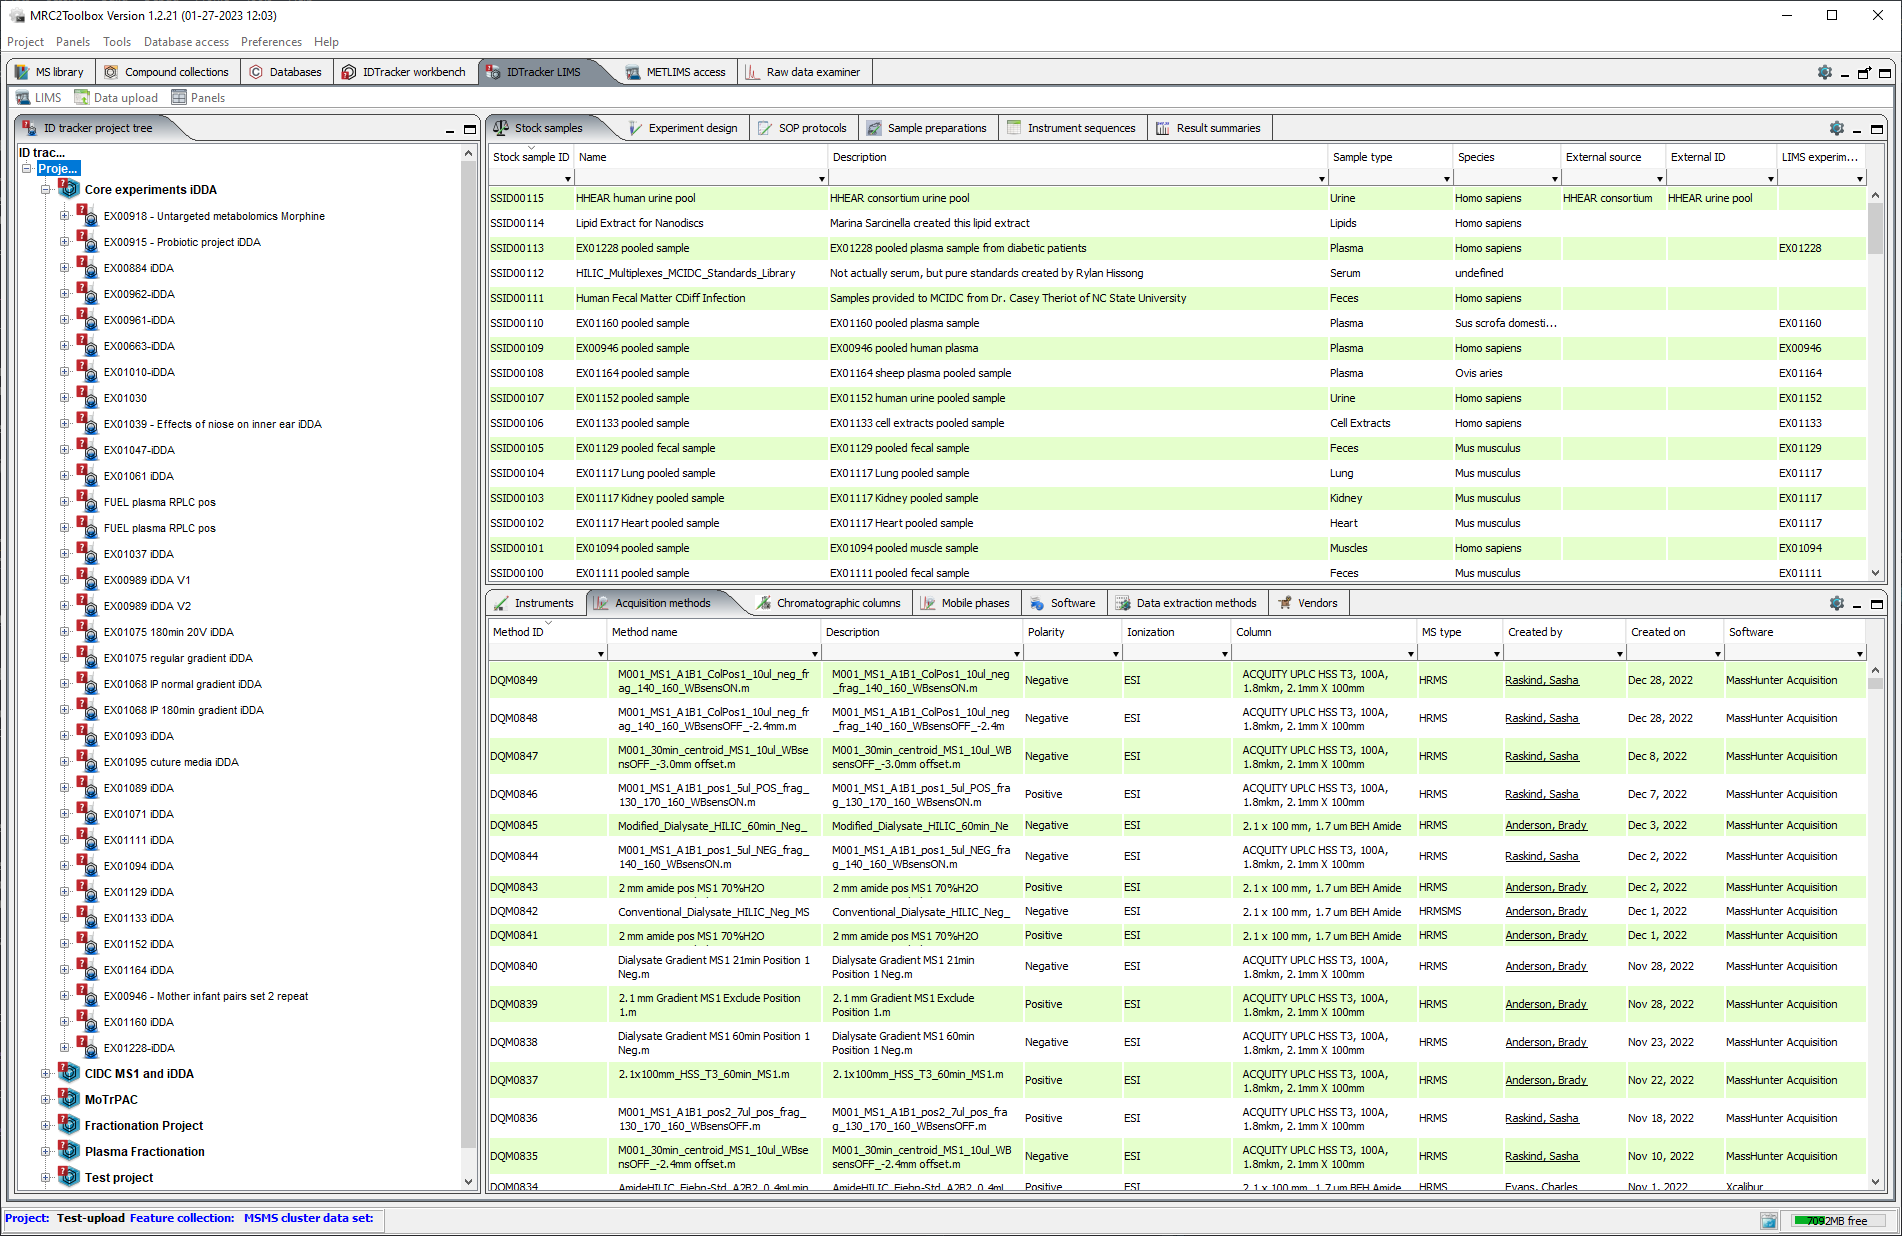 MRC2Toolbox Version 1.2.21 (01-27-2023 12:03)
Project Panels Tools Database access Preferences Help
MS library Compound collections Databases IDTracker workbench IDTracker LIMS METLIMS access Raw data examiner
LIMS Data upload Panels
ID tracker project tree
ID trac...
Proje...
Core experiments iDDA
EX00918 - Untargeted metabolomics Morphine
EX00915 - Probiotic project iDDA
EX00884 iDDA
EX00962-iDDA
EX00961-iDDA
EX00663-iDDA
EX01010-iDDA
EX01030
EX01039 - Effects of niose on inner ear iDDA
EX01047-iDDA
EX01061 iDDA
FUEL plasma RPLC pos
FUEL plasma RPLC pos
EX01037 iDDA
EX00989 iDDA V1
EX00989 iDDA V2
EX01075 180min 20V iDDA
EX01075 regular gradient iDDA
EX01068 IP normal gradient iDDA
EX01068 IP 180min gradient iDDA
EX01093 iDDA
EX01095 cuture media iDDA
EX01089 iDDA
EX01071 iDDA
EX01111 iDDA
EX01094 iDDA
EX01129 iDDA
EX01133 iDDA
EX01152 iDDA
EX01164 iDDA
EX00946 - Mother infant pairs set 2 repeat
EX01160 iDDA
EX01228-iDDA
CIDC MS1 and iDDA
MoTrPAC
Fractionation Project
Plasma Fractionation
Test project
Stock samples Experiment design SOP protocols Sample preparations Instrument sequences Result summaries
Stock sample ID Name Description Sample type Species External source External ID LIMS experim...
SSID00115 HHEAR human urine pool HHEAR consortium urine pool Urine Homo sapiens HHEAR consortium HHEAR urine pool
SSID00114 Lipid Extract for Nanodiscs Marina Sarcinella created this lipid extract Lipids Homo sapiens
SSID00113 EX01228 pooled sample EX01228 pooled plasma sample from diabetic patients Plasma Homo sapiens EX01228
SSID00112 HILIC_Multiplexes_MCIDC_Standards_Library Not actually serum, but pure standards created by Rylan Hissong Serum undefined
SSID00111 Human Fecal Matter CDiff Infection Samples provided to MCIDC from Dr. Casey Theriot of NC State University Feces Homo sapiens
SSID00110 EX01160 pooled sample EX01160 pooled plasma sample Plasma Sus scrofa domesti... EX01160
SSID00109 EX00946 pooled sample EX00946 pooled human plasma Plasma Homo sapiens EX00946
SSID00108 EX01164 pooled sample EX01164 sheep plasma pooled sample Plasma Ovis aries EX01164
SSID00107 EX01152 pooled sample EX01152 human urine pooled sample Urine Homo sapiens EX01152
SSID00106 EX01133 pooled sample EX01133 cell extracts pooled sample Cell Extracts Homo sapiens EX01133
SSID00105 EX01129 pooled fecal sample EX01129 pooled fecal sample Feces Mus musculus EX01129
SSID00104 EX01117 Lung pooled sample EX01117 Lung pooled sample Lung Mus musculus EX01117
SSID00103 EX01117 Kidney pooled sample EX01117 Kidney pooled sample Kidney Mus musculus EX01117
SSID00102 EX01117 Heart pooled sample EX01117 Heart pooled sample Heart Mus musculus EX01117
SSID00101 EX01094 pooled sample EX01094 pooled muscle sample Muscles Homo sapiens EX01094
SSID00100 EX01111 pooled sample EX01111 pooled fecal sample Feces Mus musculus EX01111
Instruments Acquisition methods Chromatographic columns Mobile phases Software Data extraction methods Vendors
Method ID Method name Description Polarity Ionization Column MS type Created by Created on Software
M001_MS1_A1B1_ColPos1_10ul_neg_fr M001_MS1_A1B1_ColPos1_10ul_neg ACQUITY UPLC HSS T3, 100A,
DQM0849 Negative ESI HRMS Raskind, Sasha Dec 28, 2022 MassHunter Acquisition
ag_140_160_WBsensON.m _frag_140_160_WBsensON.m 1.8mkm, 2.1mm X 100mm
M001_MS1_A1B1_ColPos1_10ul_neg_fr M001_MS1_A1B1_ColPos1_10ul_neg ACQUITY UPLC HSS T3, 100A,
DQM0848 Negative ESI HRMS Raskind, Sasha Dec 28, 2022 MassHunter Acquisition
ag_140_160_WBsensOFF_-2.4mm.m _frag_140_160_WBsensOFF_-2.4m 1.8mkm, 2.1mm X 100mm
M001_30min_centroid_MS1_10ul_WBse M001_30min_centroid_MS1_10ul_WB ACQUITY UPLC HSS T3, 100A,
DQM0847 Negative ESI HRMS Raskind, Sasha Dec 8, 2022 MassHunter Acquisition
nsOFF_-3.0mm offset.m sensOFF_-3.0mm offset.m 1.8mkm, 2.1mm X 100mm
M001_MS1_A1B1_pos1_5ul_POS_frag_ M001_MS1_A1B1_pos1_5ul_POS_fra ACQUITY UPLC HSS T3, 100A,
DQM0846 Positive ESI HRMS Raskind, Sasha Dec 7, 2022 MassHunter Acquisition
130_170_160_WBsensON.m g_130_170_160_WBsensON.m 1.8mkm, 2.1mm X 100mm
DQM0845 Modified_Dialysate_HILIC_60min_Neg_ Modified_Dialysate_HILIC_60min_Ne Negative ESI 2.1 x 100 mm, 1.7 um BEH Amide HRMS Anderson, Brady Dec 3, 2022 MassHunter Acquisition
M001_MS1_A1B1_pos1_5ul_NEG_frag_ M001_MS1_A1B1_pos1_5ul_NEG_fra ACQUITY UPLC HSS T3, 100A,
DQM0844 Negative ESI HRMS Raskind, Sasha Dec 2, 2022 MassHunter Acquisition
140_160_WBsensON.m g_140_160_WBsensON.m 1.8mkm, 2.1mm X 100mm
DQM0843 2 mm amide pos MS1 70%H2O 2 mm amide pos MS1 70%H2O Positive ESI 2.1 x 100 mm, 1.7 um BEH Amide HRMS Anderson, Brady Dec 2, 2022 MassHunter Acquisition
DQM0842 Conventional_Dialysate_HILIC_Neg_MS Conventional_Dialysate_HILIC_Neg_ Negative ESI 2.1 x 100 mm, 1.7 um BEH Amide HRMSMS Anderson, Brady Dec 1, 2022 MassHunter Acquisition
DQM0841 2 mm amide pos MS1 70%H2O 2 mm amide pos MS1 70%H2O Positive ESI 2.1 x 100 mm, 1.7 um BEH Amide HRMS Anderson, Brady Dec 1, 2022 MassHunter Acquisition
Dialysate Gradient MS1 21min Position 1 Dialysate Gradient MS1 21min ACQUITY UPLC HSS T3, 100A,
DQM0840 Negative ESI HRMS Anderson, Brady Nov 28, 2022 MassHunter Acquisition
Neg.m Position 1 Neg.m 1.8mkm, 2.1mm X 100mm
2.1 mm Gradient MS1 Exclude Position 2.1 mm Gradient MS1 Exclude ACQUITY UPLC HSS T3, 100A,
DQM0839 Positive ESI HRMS Anderson, Brady Nov 28, 2022 MassHunter Acquisition
1.m Position 1.m 1.8mkm, 2.1mm X 100mm
Dialysate Gradient MS1 60min Position 1 Dialysate Gradient MS1 60min ACQUITY UPLC HSS T3, 100A,
DQM0838 Negative ESI HRMS Anderson, Brady Nov 23, 2022 MassHunter Acquisition
Neg.m Position 1 Neg.m 1.8mkm, 2.1mm X 100mm
2.1x100mm_HSS_T3_60min_MS1.m 2.1x100mm_HSS_T3_60min_MS1.m ACQUITY UPLC HSS T3, 100A,
DQM0837 Positive ESI HRMS Anderson, Brady Nov 22, 2022 MassHunter Acquisition
1.8mkm, 2.1mm X 100mm
M001_MS1_A1B1_pos2_7ul_pos_frag_ M001_MS1_A1B1_pos2_7ul_pos_fra ACQUITY UPLC HSS T3, 100A,
DQM0836 Positive ESI HRMS Raskind, Sasha Nov 18, 2022 MassHunter Acquisition
130_170_160_WBsensOFF.m g_130_170_160_WBsensOFF.m 1.8mkm, 2.1mm X 100mm
M001_30min_centroid_MS1_10ul_WBse M001_30min_centroid_MS1_10ul_WB ACQUITY UPLC HSS T3, 100A,
DQM0835 Negative ESI HRMS Raskind, Sasha Nov 10, 2022 MassHunter Acquisition
nsOFF_-2.4mm offset.m sensOFF_-2.4mm offset.m 1.8mkm, 2.1mm X 100mm
DQM0834 AmideHILIC_Fiehn-Std_A2B2_0.4ml.min AmideHILIC_Fiehn-Std_A2B2_0.4ml Positive ESI 2.1 x 100 mm, 1.7 um BEH Amide HRMS Evans, Charles Nov 1, 2022 Xcalibur
Project: Test-upload Feature collection: MSMS cluster data set:
7092MB free